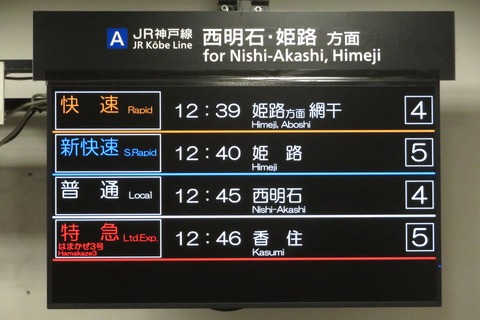 A JR神戸線 西明石・姫路 方面
JR Kōbe Line for Nishi-Akashi, Himeji
快速 Rapid 12:39 姫路方面 網干 4
Himeji, Aboshi
新快速 S.Rapid 12:40 姫路 5
Himeji
普通 Local 12:45 西明石 4
Nishi-Akashi
特急 Ltd.Exp. 12:46 香住 5
はまかぜ3号 Kasumi
Hamakaze3